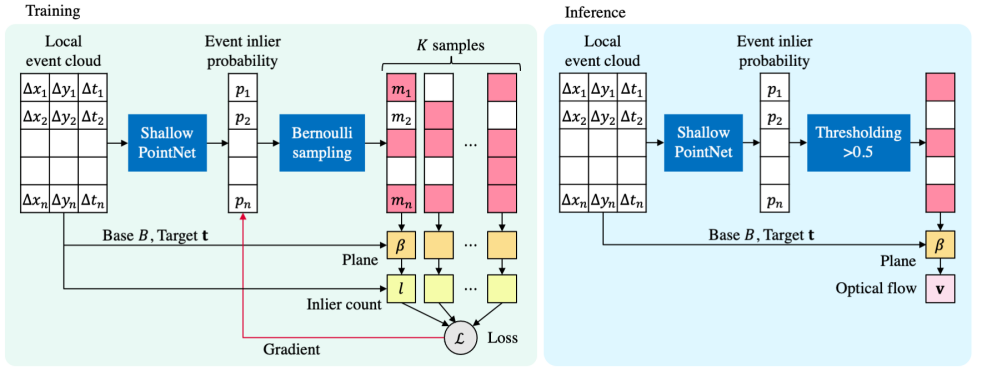 Training
Local
event cloud
Event inlier
probability
K samples
Δx₁ Δy₁ Δt₁
Δx₂ Δy₂ Δt₂
Δxₙ Δyₙ Δtₙ
Shallow
PointNet
p₁
p₂
pₙ
Bernoulli
sampling
m₁
m₂
mₙ
...
Base B, Target t
β
...
Plane
l
...
Inlier count
ℒ
Loss
Gradient
Inference
Local
event cloud
Event inlier
probability
Δx₁ Δy₁ Δt₁
Δx₂ Δy₂ Δt₂
Δxₙ Δyₙ Δtₙ
Shallow
PointNet
p₁
p₂
pₙ
Thresholding
>0.5
Base B, Target t
β
Plane
Optical flow
v